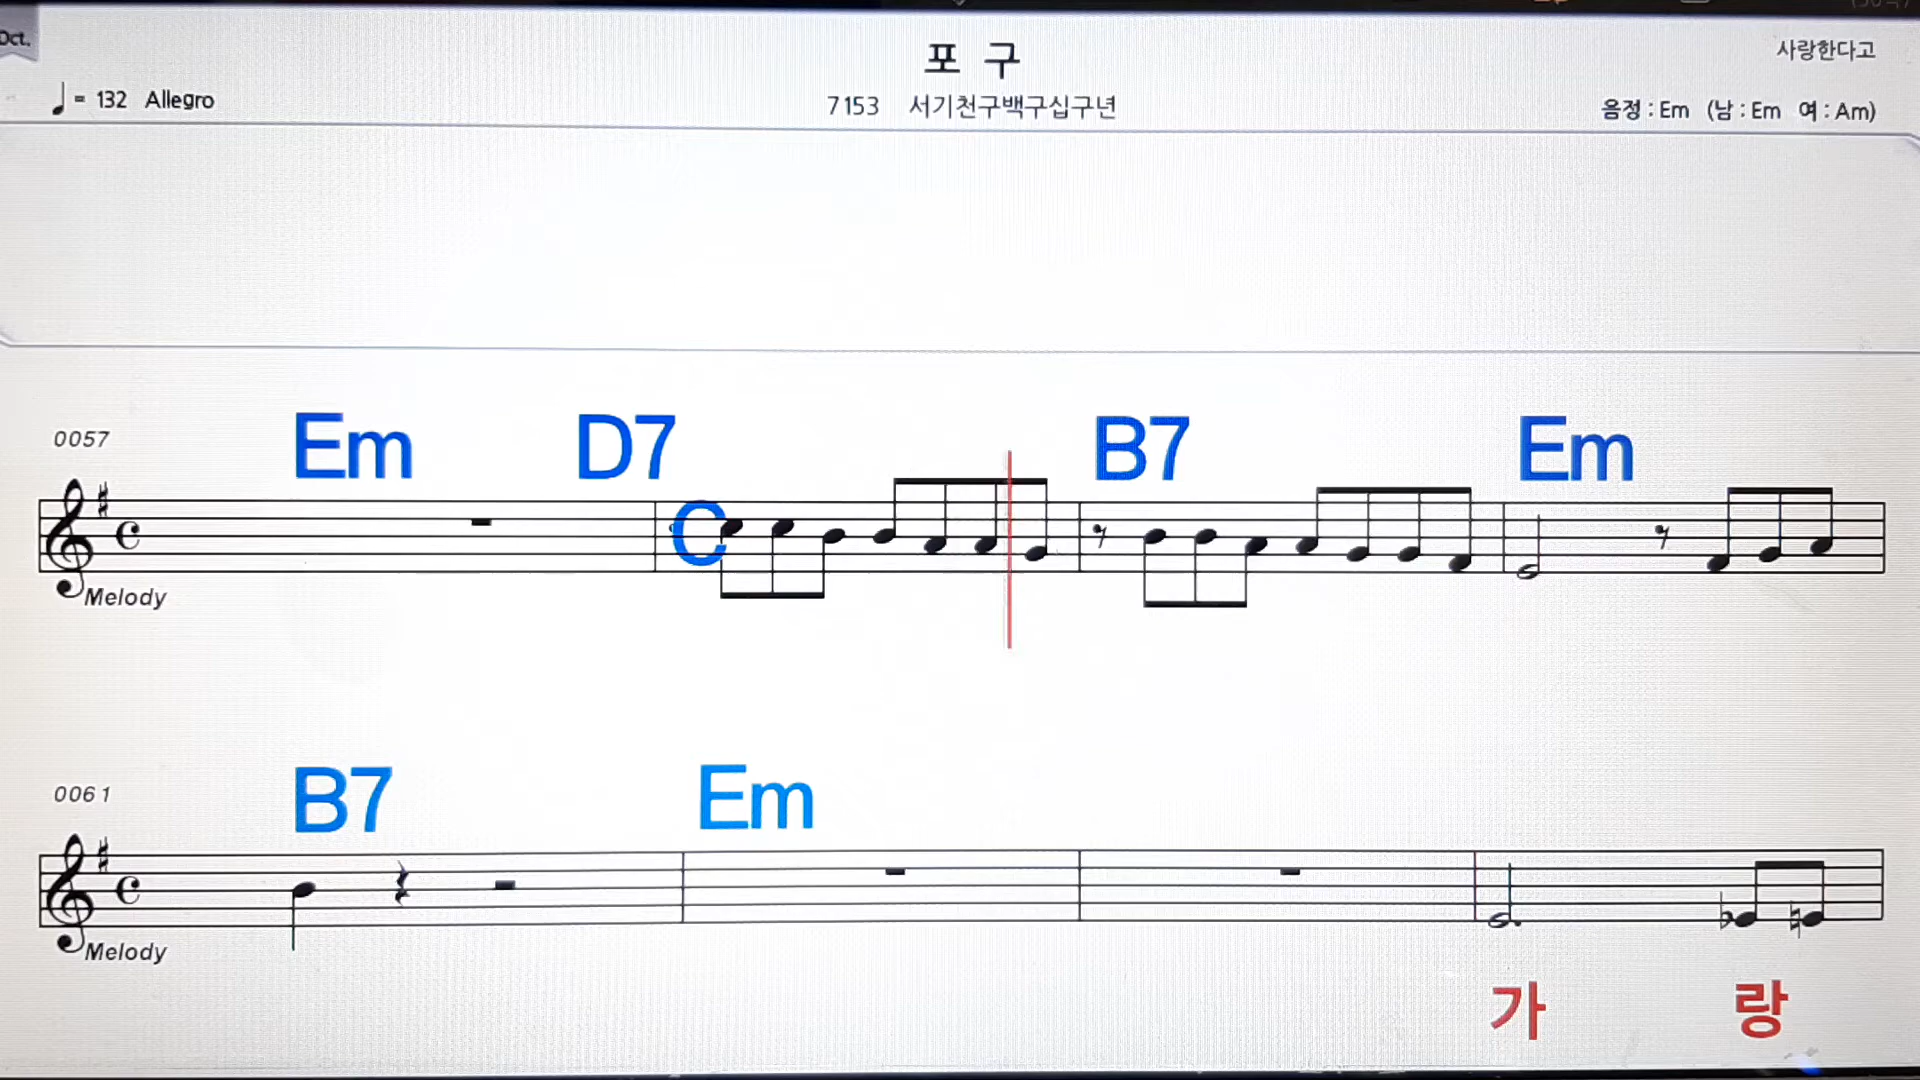 Oct.
포 구
사랑한다고
♩ = 132 Allegro
7153 서기천구백구십구년
음정 : Em (남 : Em 여 : Am)
0057
Em D7 C B7 Em
Melody
0061
B7 Em
Melody
가 랑